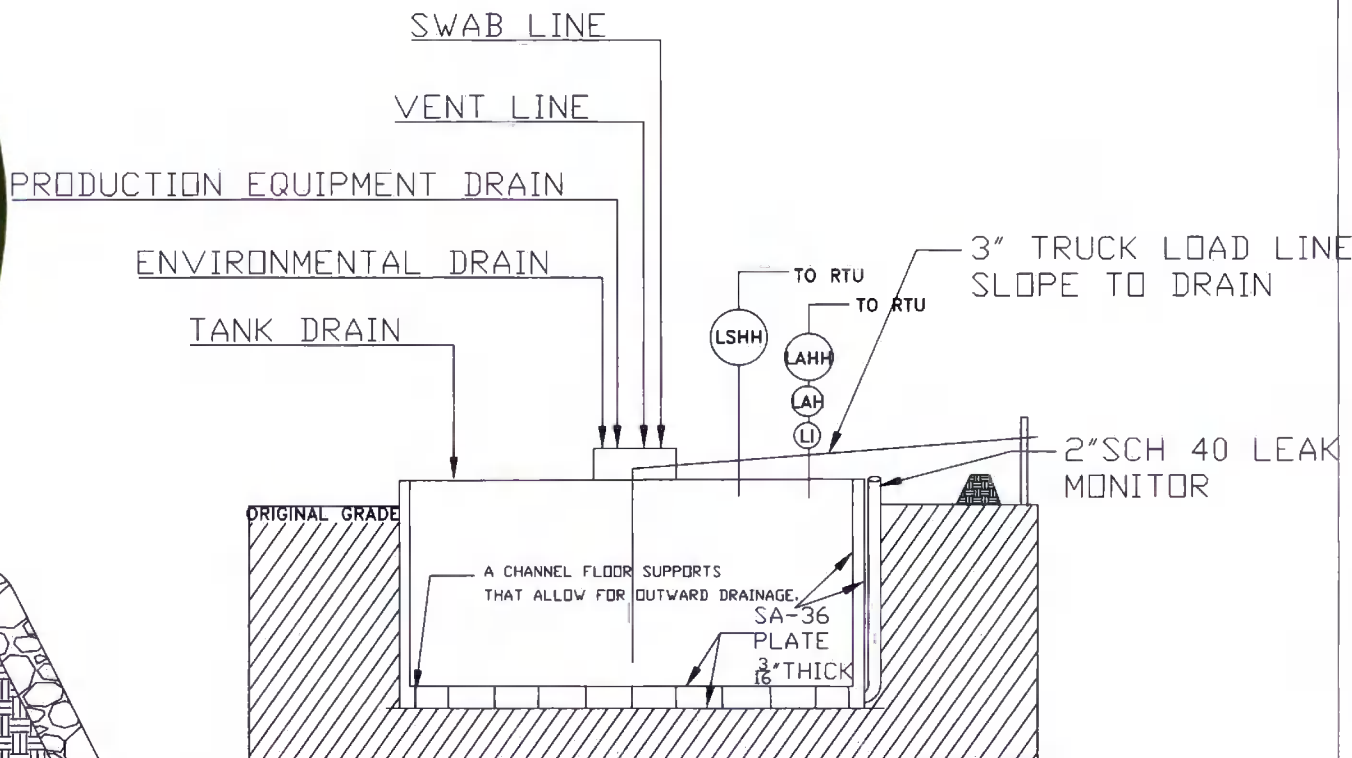 SWAB LINE
VENT LINE
PRODUCTION EQUIPMENT DRAIN
ENVIRONMENTAL DRAIN
TANK DRAIN
TO RTU
TO RTU
3" TRUCK LOAD LINE
SLOPE TO DRAIN
LSHH
LAHH
LAH
LI
2"SCH 40 LEAK
MONITOR
ORIGINAL GRADE
A CHANNEL FLOOR SUPPORTS
THAT ALLOW FOR OUTWARD DRAINAGE.
SA-36
PLATE
3/16" THICK